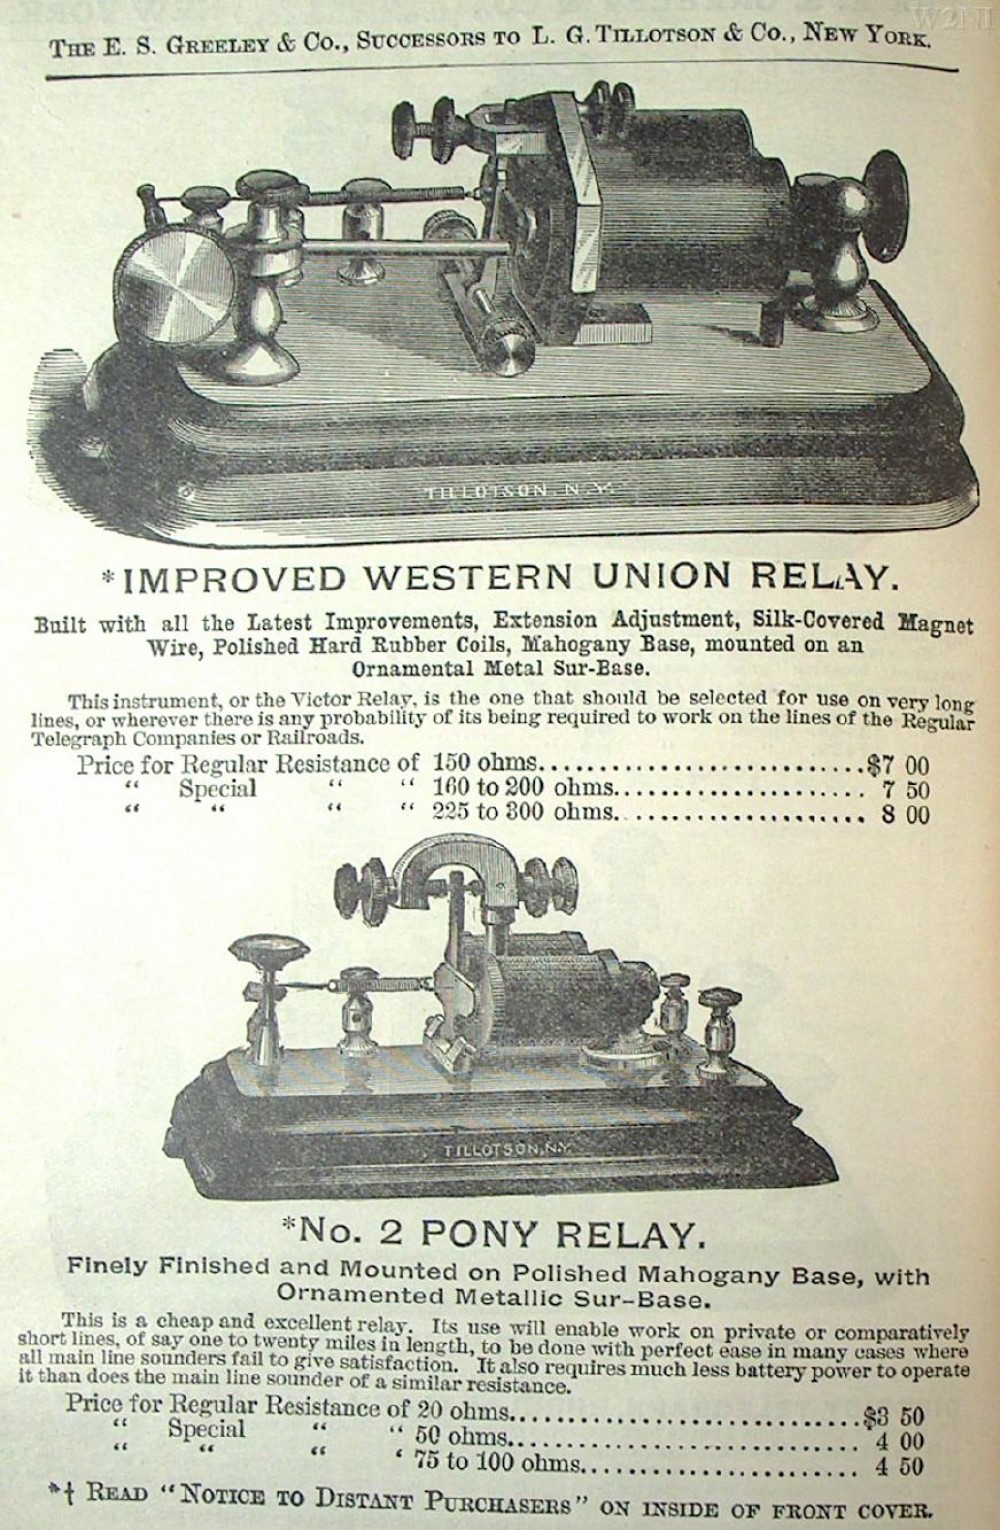 W2NI
THE E. S. GREELEY & CO., SUCCESSORS TO L. G. TILLOTSON & CO., NEW YORK.
TILLOTSON. N.Y.
*IMPROVED WESTERN UNION RELAY.
Built with all the Latest Improvements, Extension Adjustment, Silk-Covered Magnet
Wire, Polished Hard Rubber Coils, Mahogany Base, mounted on an
Ornamental Metal Sur-Base.
This instrument, or the Victor Relay, is the one that should be selected for use on very long
lines, or wherever there is any probability of its being required to work on the lines of the Regular
Telegraph Companies or Railroads.
Price for Regular Resistance of 150 ohms..............................$7 00
“ Special “ “ 160 to 200 ohms...................... 7 50
“ “ “ “ 225 to 300 ohms...................... 8 00
TILLOTSON, N.Y.
*No. 2 PONY RELAY.
Finely Finished and Mounted on Polished Mahogany Base, with
Ornamented Metallic Sur-Base.
This is a cheap and excellent relay. Its use will enable work on private or comparatively
short lines, of say one to twenty miles in length, to be done with perfect ease in many cases where
all main line sounders fail to give satisfaction. It also requires much less battery power to operate
it than does the main line sounder of a similar resistance.
Price for Regular Resistance of 20 ohms..............................$3 50
“ Special “ “ 50 ohms.............................. 4 00
“ “ “ ‘ 75 to 100 ohms........................ 4 50
*† READ “NOTICE TO DISTANT PURCHASERS” ON INSIDE OF FRONT COVER.